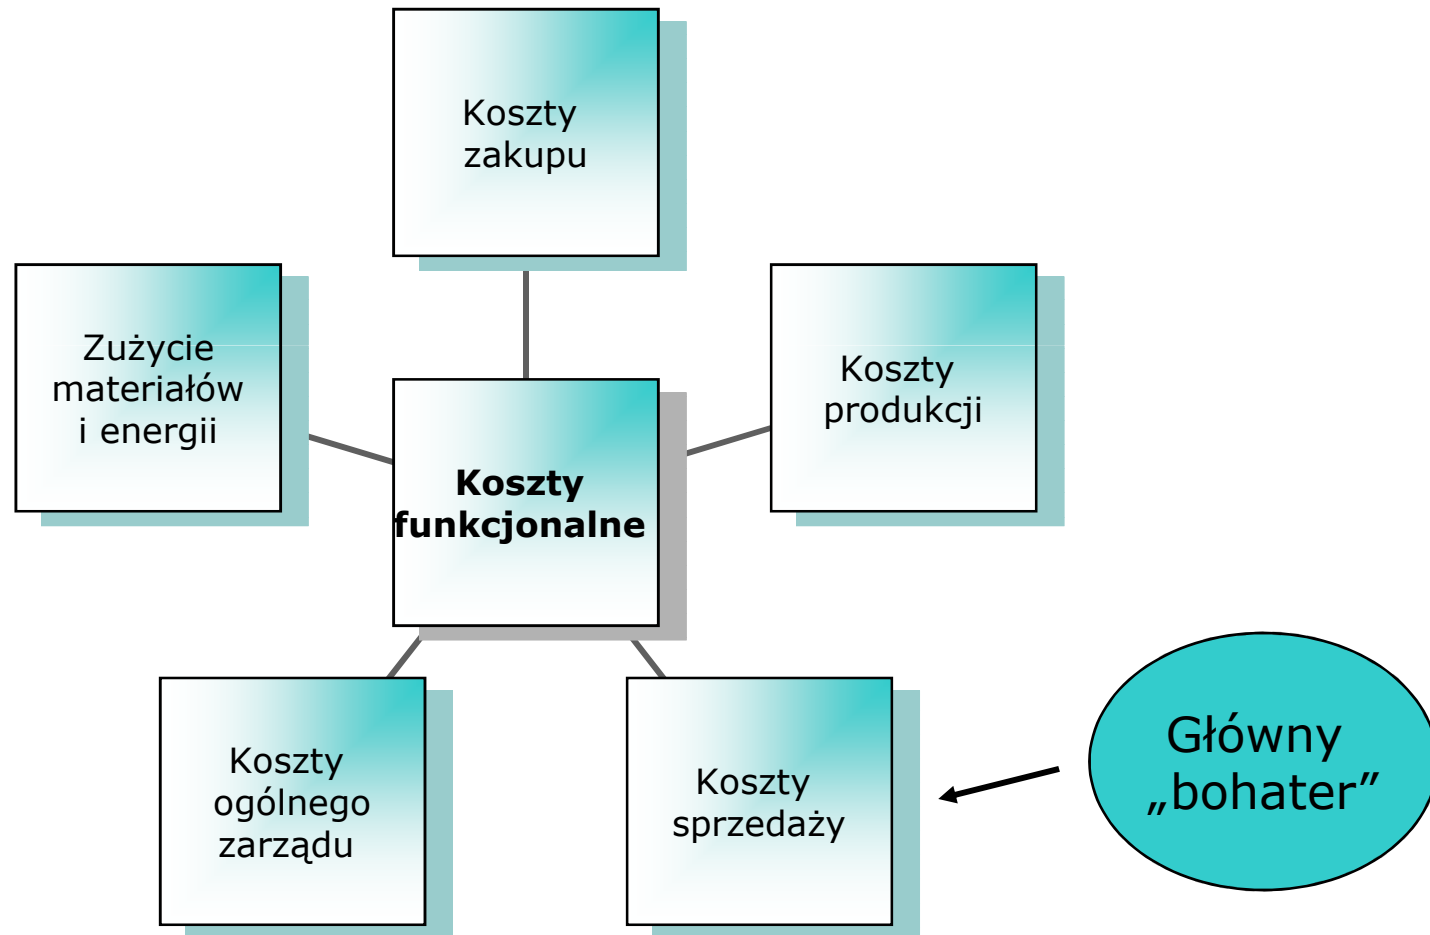 Koszty
zakupu
Zużycie
materiałów
i energii
Koszty
produkcji
Koszty
funkcjonalne
Koszty
ogólnego
zarządu
Koszty
sprzedaży
Główny
„bohater”